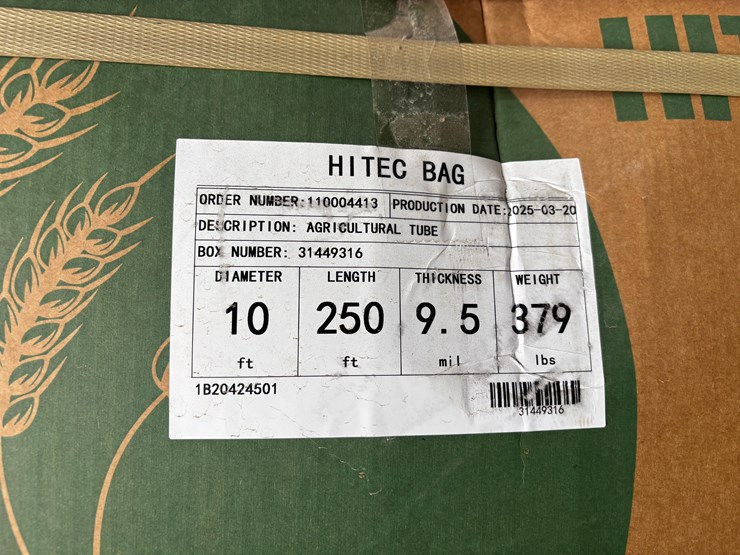 HIT
HITEC BAG
ORDER NUMBER:110004413 PRODUCTION DATE:2025-03-20
DESCRIPTION: AGRICULTURAL TUBE
BOX NUMBER: 31449316
DIAMETER LENGTH THICKNESS WEIGHT
10 250 9.5 379
ft ft mil lbs
1B20424501
31449316